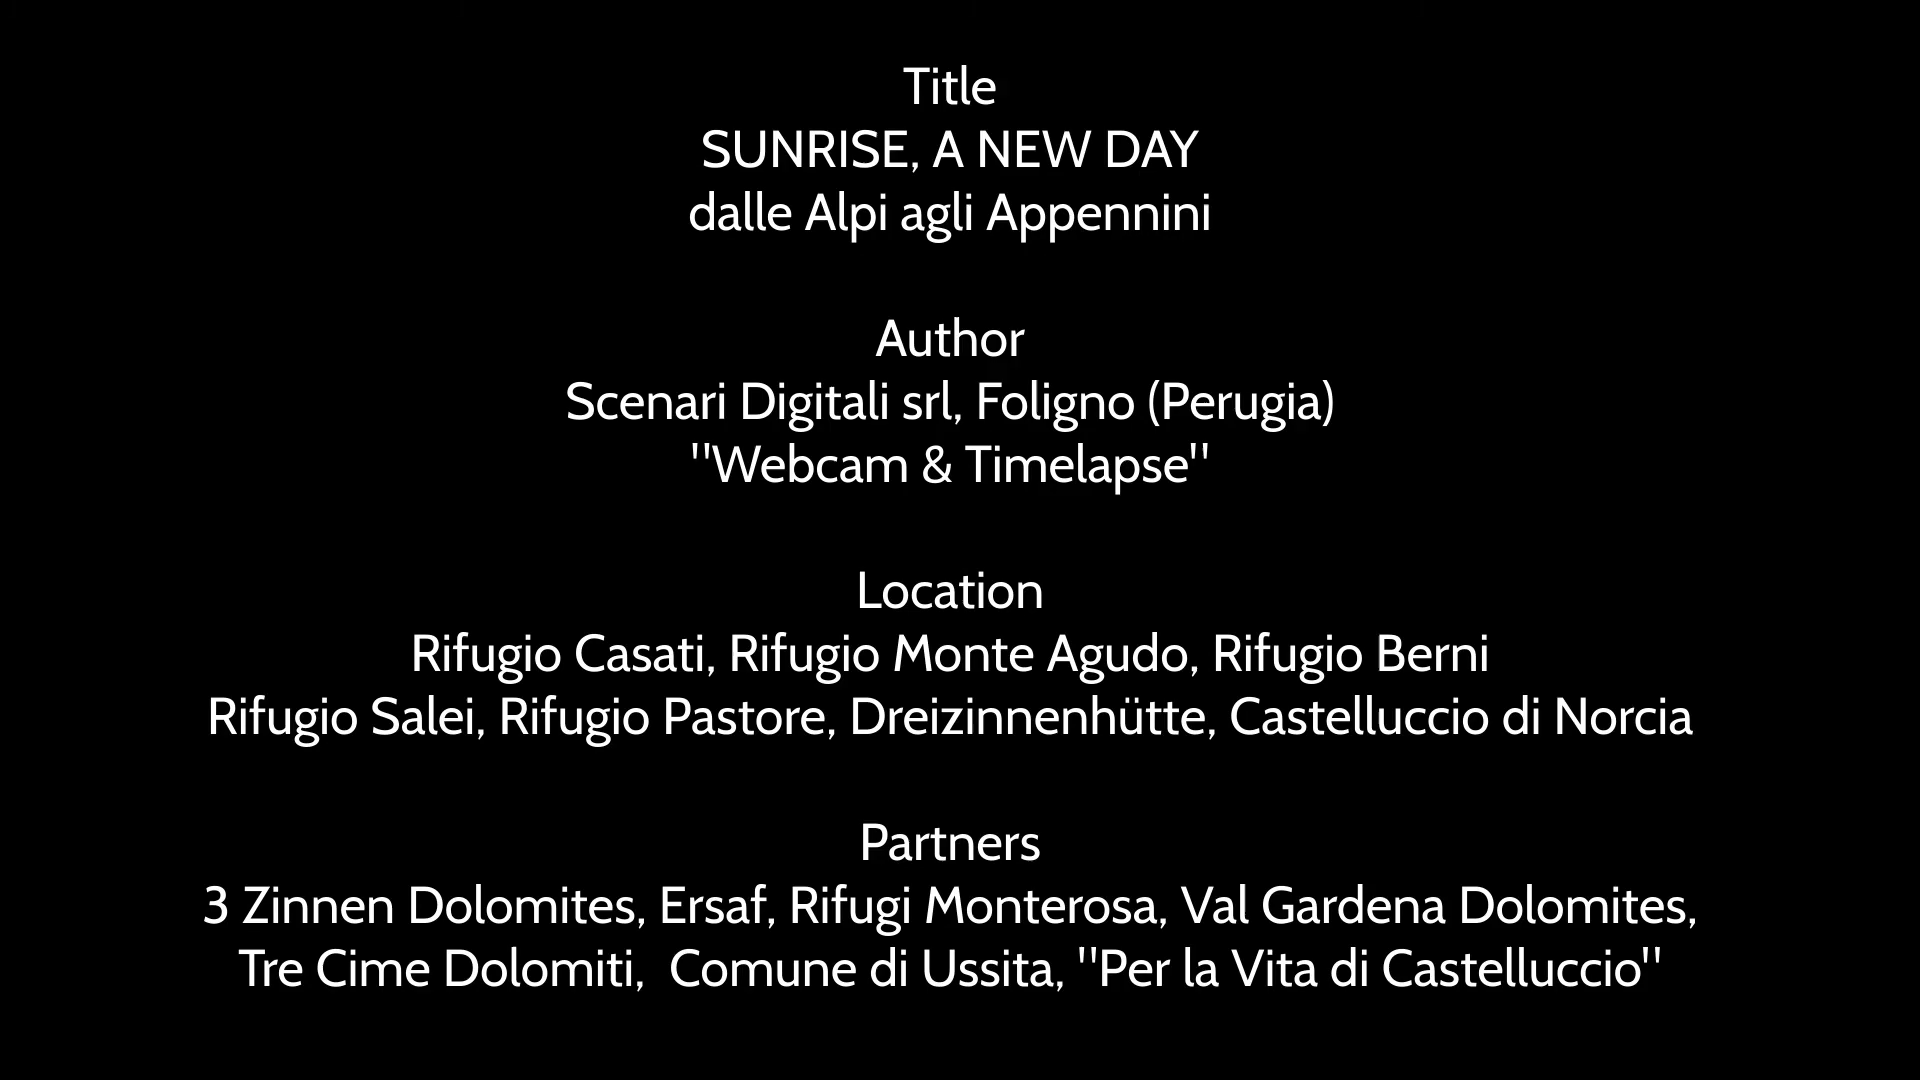 Title
SUNRISE, A NEW DAY
dalle Alpi agli Appennini
Author
Scenari Digitali srl, Foligno (Perugia)
"Webcam & Timelapse"
Location
Rifugio Casati, Rifugio Monte Agudo, Rifugio Berni
Rifugio Salei, Rifugio Pastore, Dreizinnenhütte, Castelluccio di Norcia
Partners
3 Zinnen Dolomites, Ersaf, Rifugi Monterosa, Val Gardena Dolomites,
Tre Cime Dolomiti,  Comune di Ussita, "Per la Vita di Castelluccio"